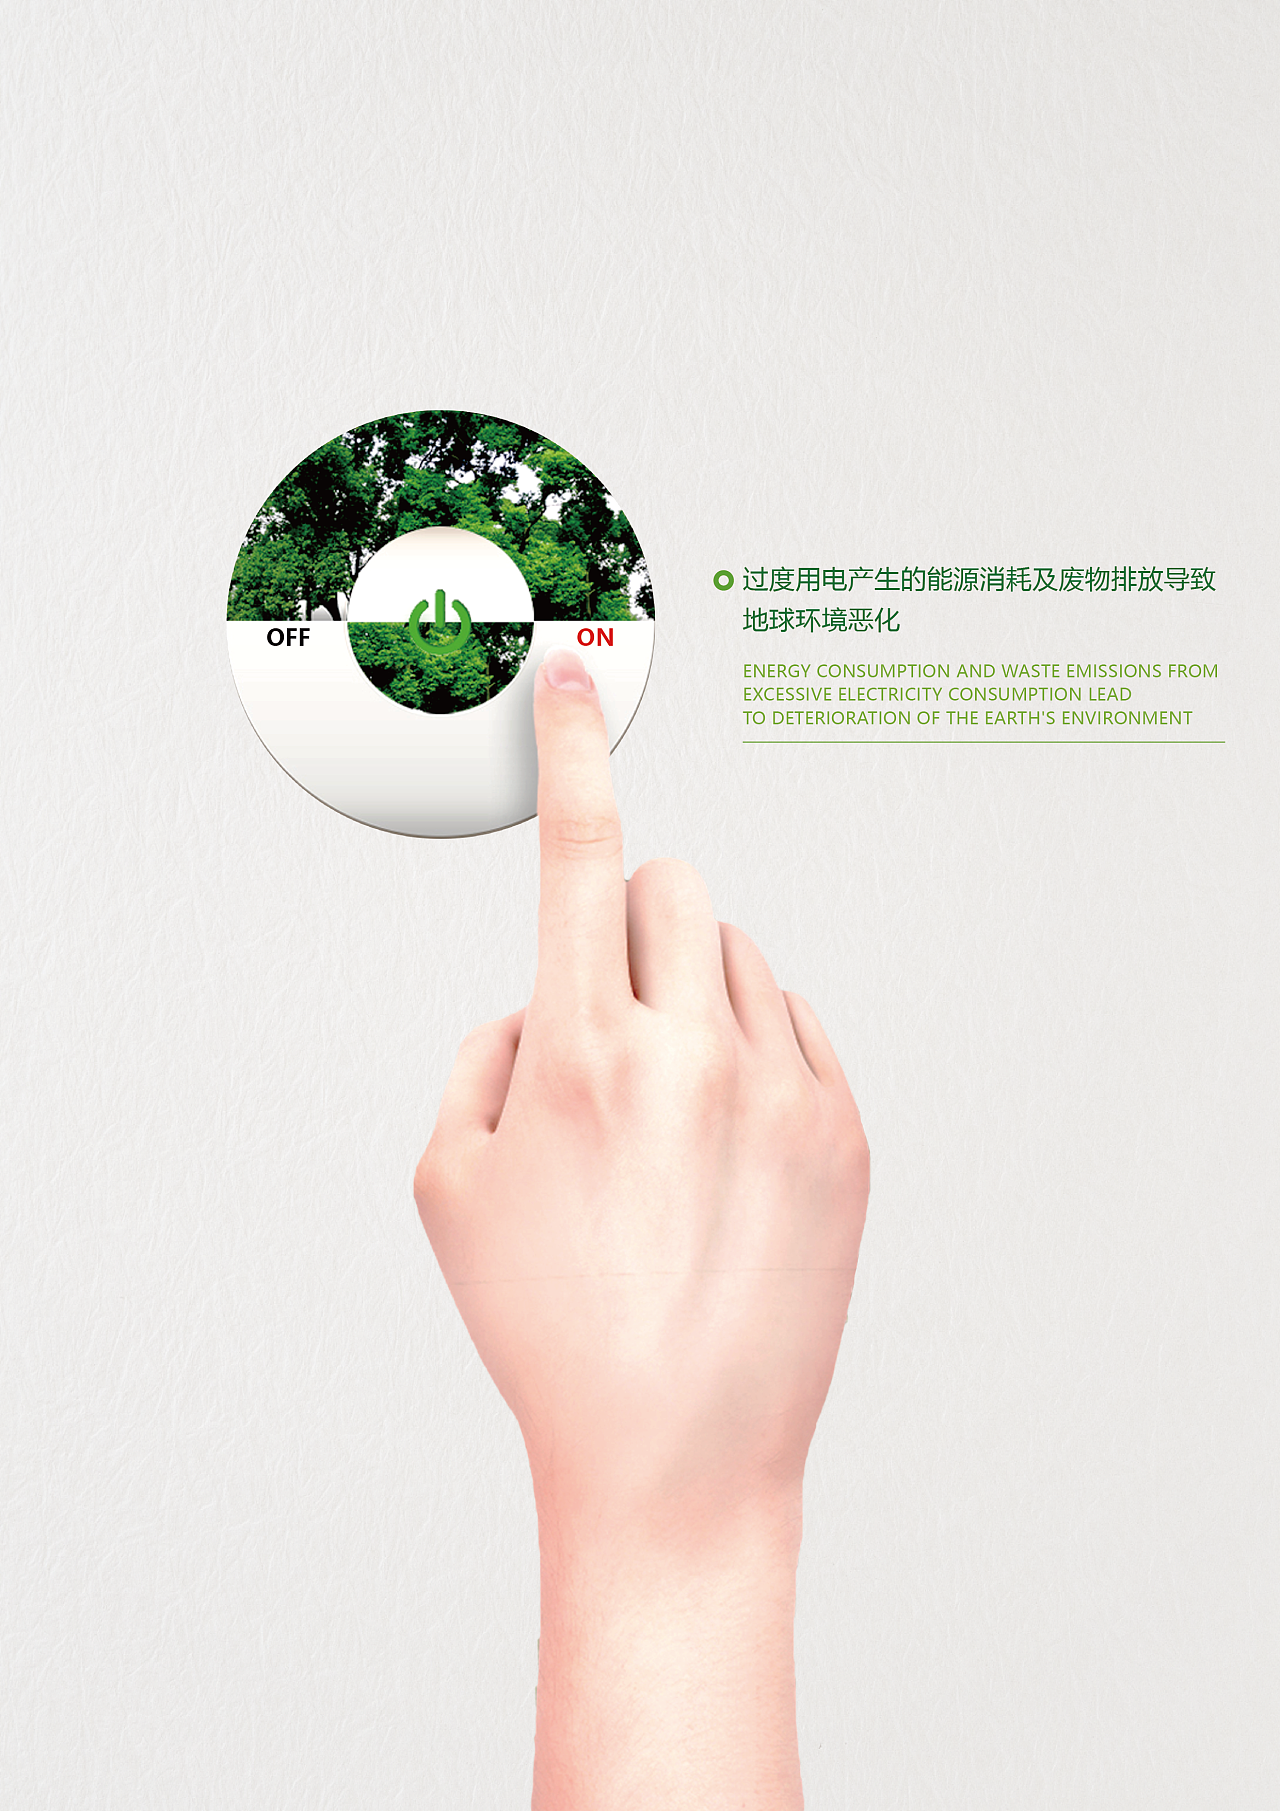 过度用电产生的能源消耗及废物排放导致
地球环境恶化
OFF
ON
ENERGY CONSUMPTION AND WASTE EMISSIONS FROM
EXCESSIVE ELECTRICITY CONSUMPTION LEAD
TO DETERIORATION OF THE EARTH'S ENVIRONMENT